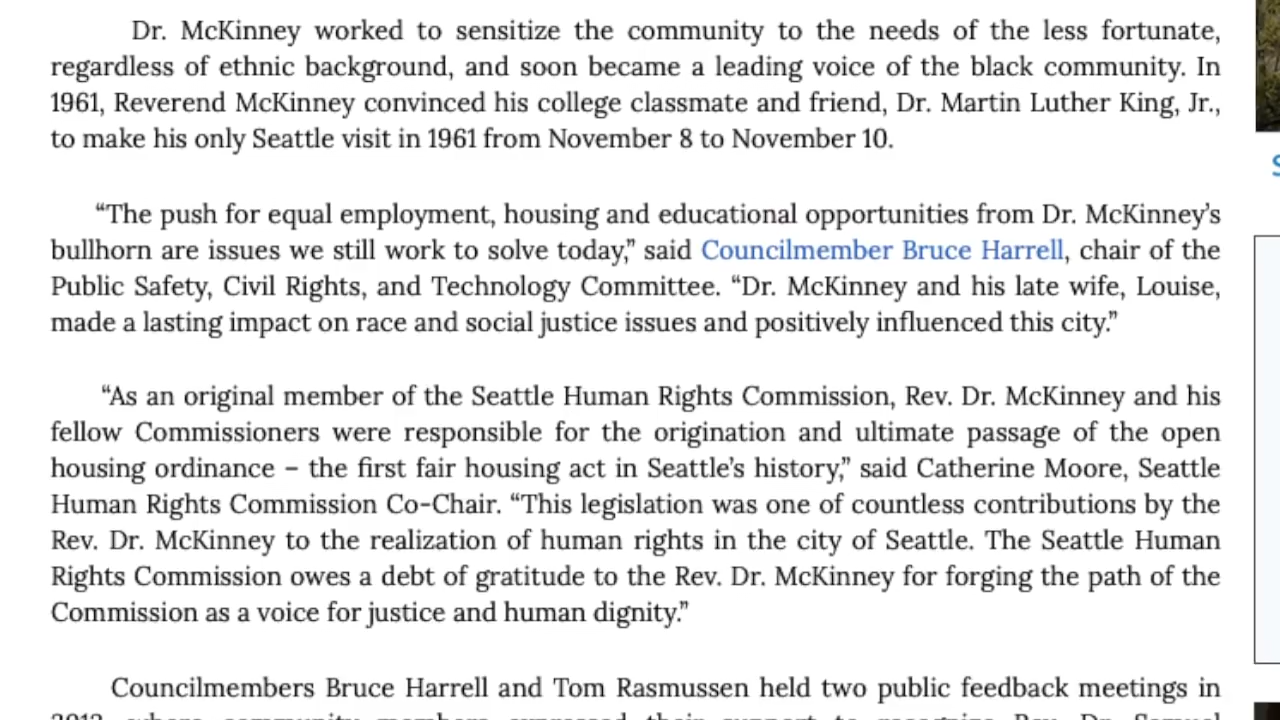 Dr. McKinney worked to sensitize the community to the needs of the less fortunate,
regardless of ethnic background, and soon became a leading voice of the black community. In
1961, Reverend McKinney convinced his college classmate and friend, Dr. Martin Luther King, Jr.,
to make his only Seattle visit in 1961 from November 8 to November 10.
“The push for equal employment, housing and educational opportunities from Dr. McKinney’s
bullhorn are issues we still work to solve today,” said Councilmember Bruce Harrell, chair of the
Public Safety, Civil Rights, and Technology Committee. “Dr. McKinney and his late wife, Louise,
made a lasting impact on race and social justice issues and positively influenced this city.”
“As an original member of the Seattle Human Rights Commission, Rev. Dr. McKinney and his
fellow Commissioners were responsible for the origination and ultimate passage of the open
housing ordinance – the first fair housing act in Seattle’s history,” said Catherine Moore, Seattle
Human Rights Commission Co-Chair. “This legislation was one of countless contributions by the
Rev. Dr. McKinney to the realization of human rights in the city of Seattle. The Seattle Human
Rights Commission owes a debt of gratitude to the Rev. Dr. McKinney for forging the path of the
Commission as a voice for justice and human dignity.”
Councilmembers Bruce Harrell and Tom Rasmussen held two public feedback meetings in
where community members expressed their support to recognize Rev. Dr. Samuel